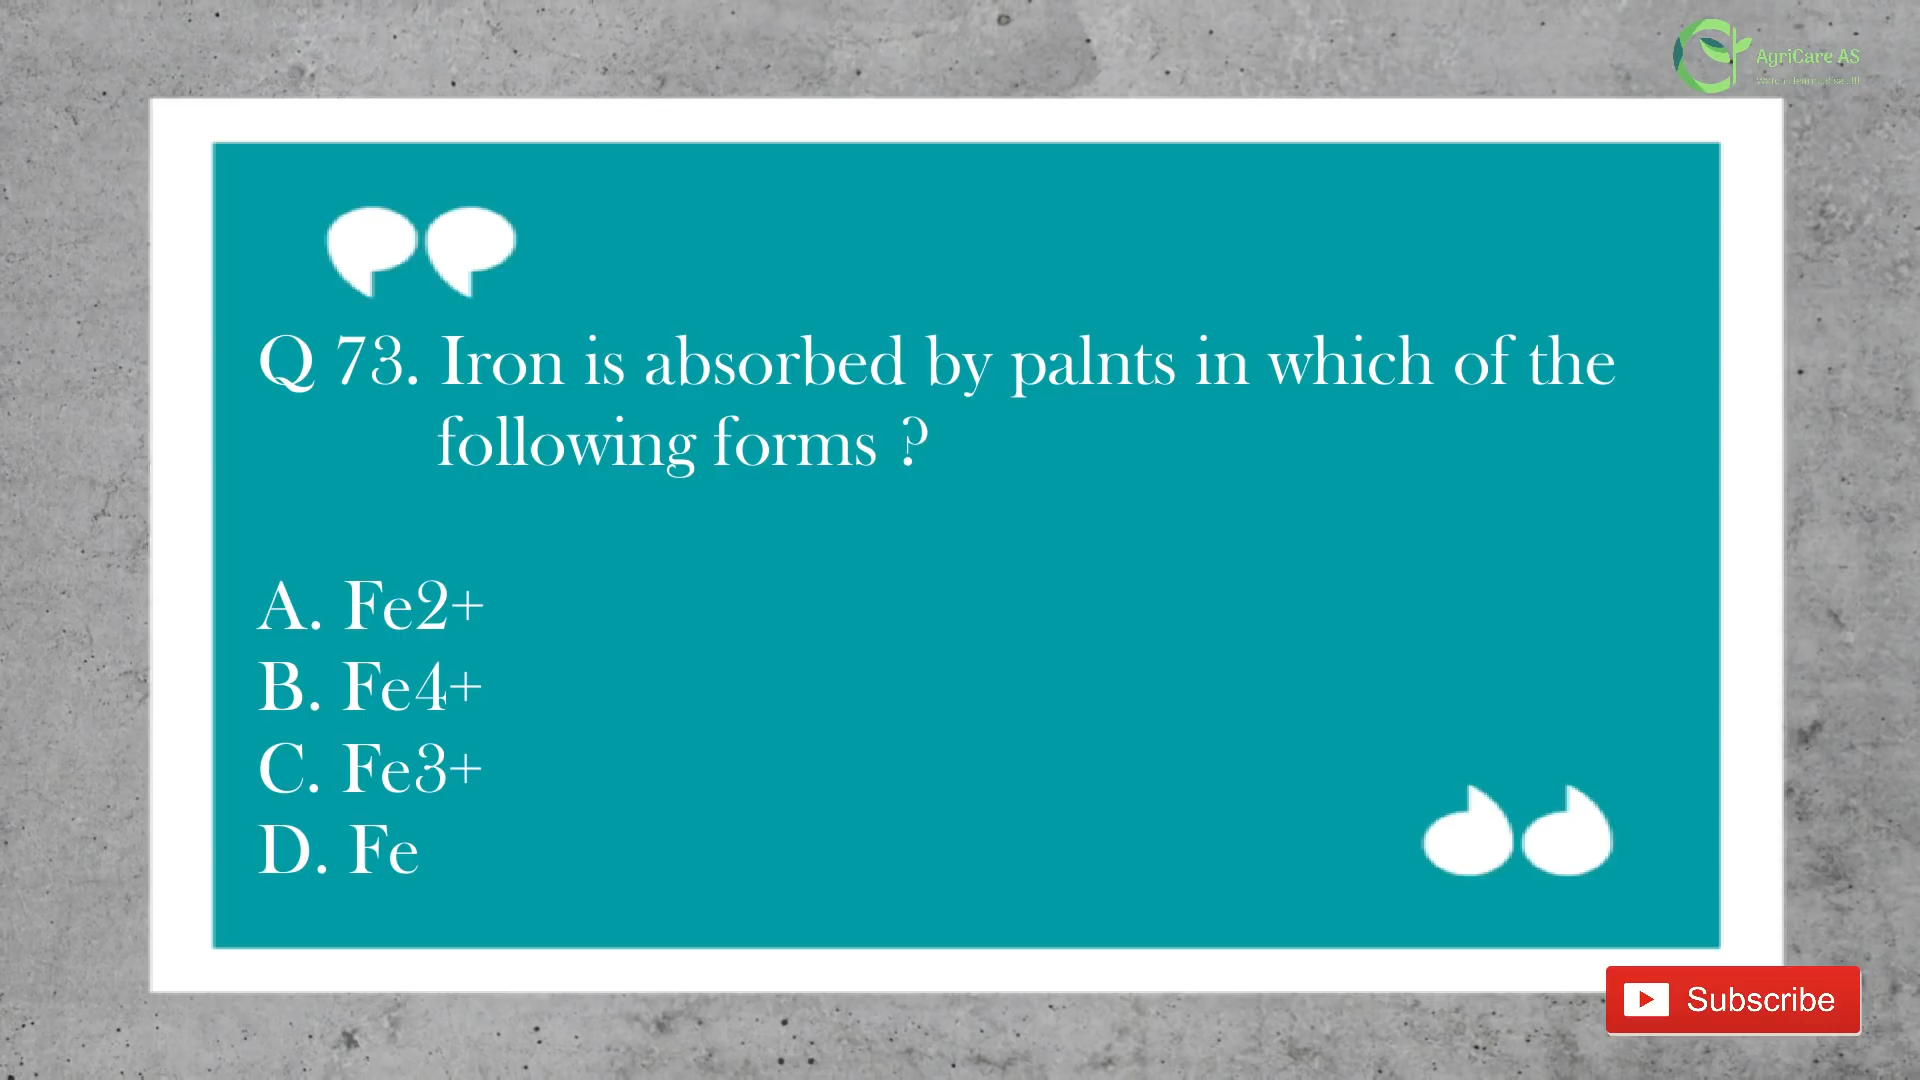 AgriCare AS
Q 73. Iron is absorbed by palnts in which of the
following forms ?
A. Fe2+
B. Fe4+
C. Fe3+
D. Fe
Subscribe